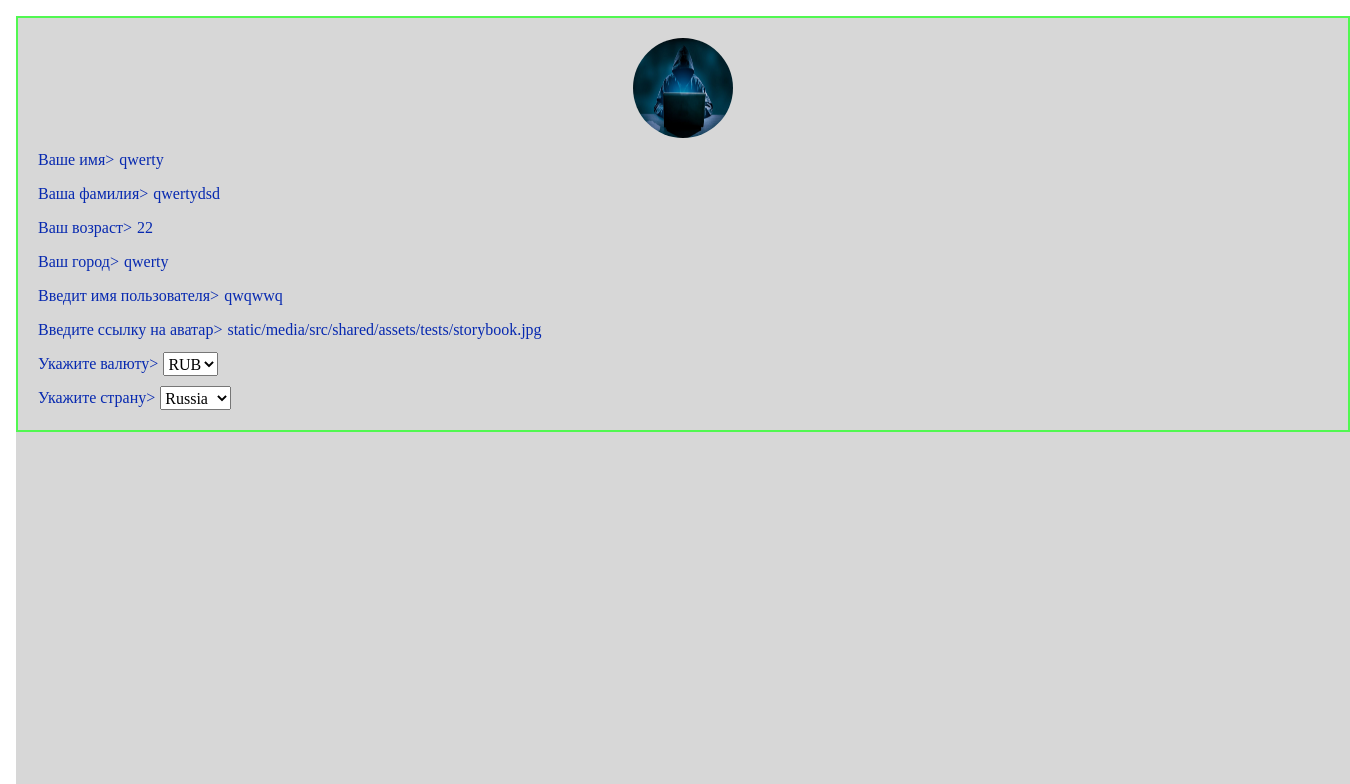 Ваше имя> qwerty
Ваша фамилия> qwertydsd
Ваш возраст> 22
Ваш город> qwerty
Введит имя пользователя> qwqwwq
Введите ссылку на аватар> static/media/src/shared/assets/tests/storybook.jpg
Укажите валюту> RUB
Укажите страну> Russia